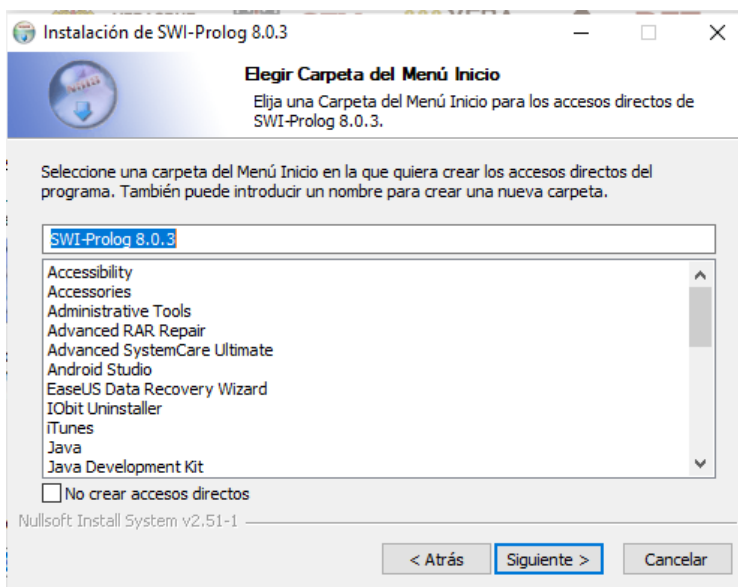 Instalación de SWI-Prolog 8.0.3
Elegir Carpeta del Menú Inicio
Elija una Carpeta del Menú Inicio para los accesos directos de
SWI-Prolog 8.0.3.
Seleccione una carpeta del Menú Inicio en la que quiera crear los accesos directos del
programa. También puede introducir un nombre para crear una nueva carpeta.
SWI-Prolog 8.0.3
Accessibility
Accessories
Administrative Tools
Advanced RAR Repair
Advanced SystemCare Ultimate
Android Studio
EaseUS Data Recovery Wizard
IObit Uninstaller
iTunes
Java
Java Development Kit
No crear accesos directos
Nullsoft Install System v2.51-1
< Atrás
Siguiente >
Cancelar